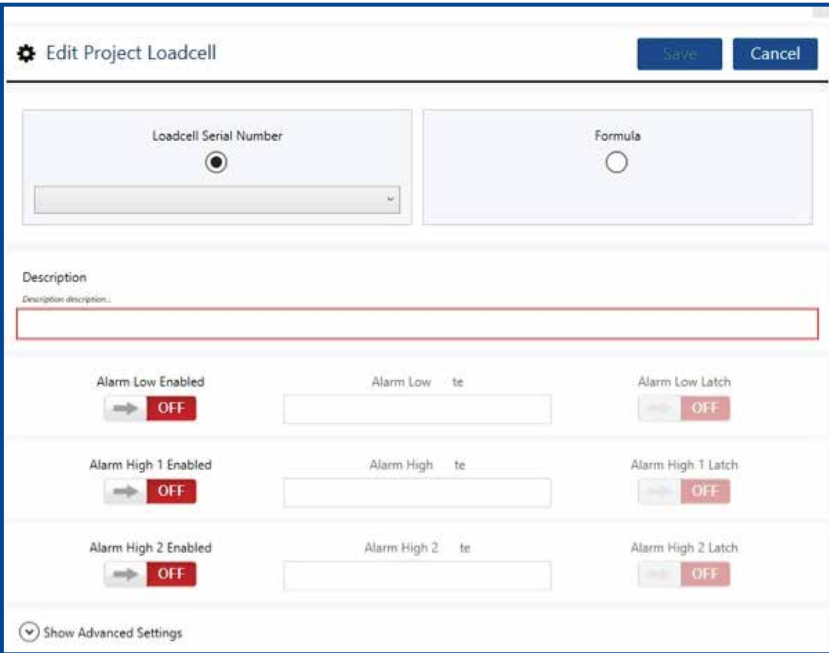 Edit Project Loadcell
Save
Cancel
Loadcell Serial Number
Formula
Description
Description description...
Alarm Low Enabled
Alarm Low te
Alarm Low Latch
OFF
OFF
Alarm High 1 Enabled
Alarm High te
Alarm High 1 Latch
OFF
OFF
Alarm High 2 Enabled
Alarm High 2 te
Alarm High 2 Latch
OFF
OFF
Show Advanced Settings